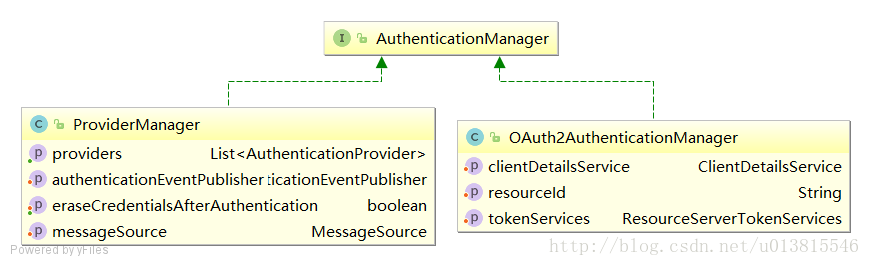 I AuthenticationManager
C ProviderManager
p providers List<AuthenticationProvider>
p authenticationEventPublisher :icationEventPublisher
p eraseCredentialsAfterAuthentication boolean
p messageSource MessageSource
C OAuth2AuthenticationManager
p clientDetailsService ClientDetailsService
p resourceId String
p tokenServices ResourceServerTokenServices
Powered by yFiles
http://blog.csdn.net/u013815546